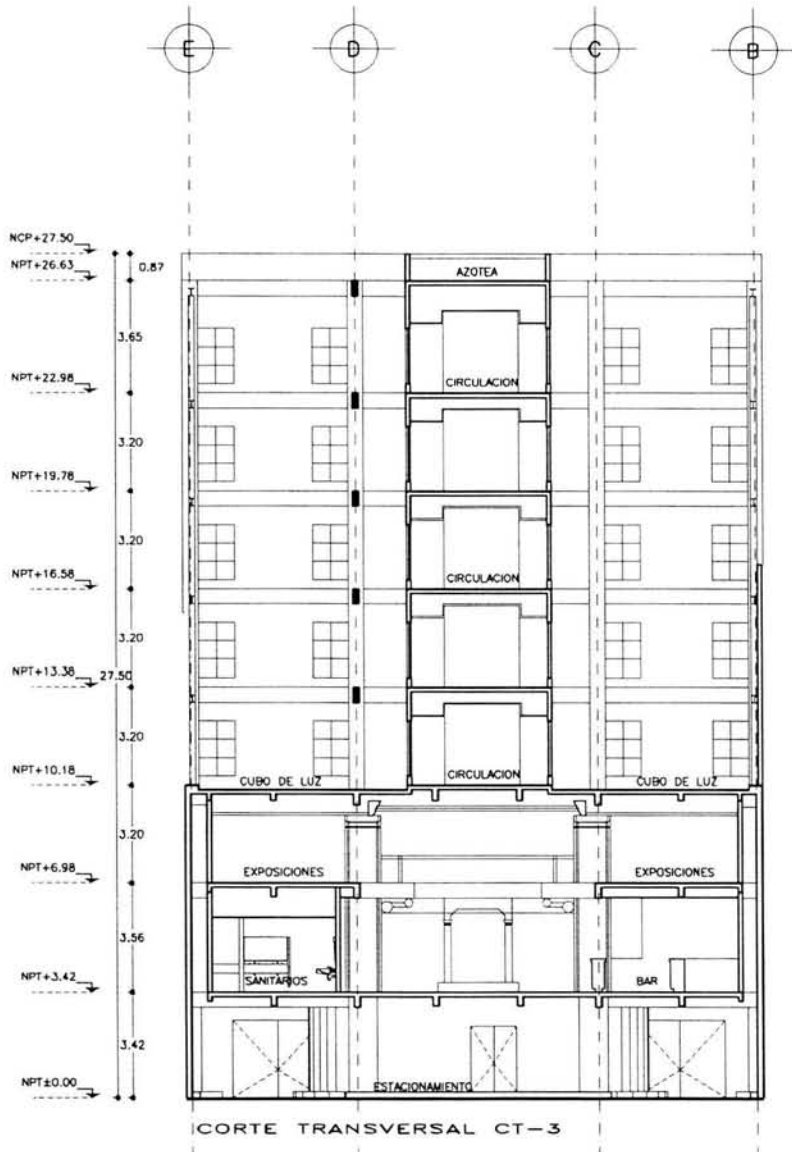 E D C B
NCP+27.50
0.87
NPT+26.63
AZOTEA
3.65
NPT+22.98
CIRCULACION
3.20
NPT+19.78
3.20
NPT+16.58
CIRCULACION
3.20
NPT+13.38
27.50
3.20
NPT+10.18
CUBO DE LUZ CIRCULACION CUBO DE LUZ
3.20
NPT+6.98
EXPOSICIONES EXPOSICIONES
3.56
NPT+3.42
SANITARIOS BAR
3.42
NPT±0.00
ESTACIONAMIENTO
CORTE TRANSVERSAL CT-3